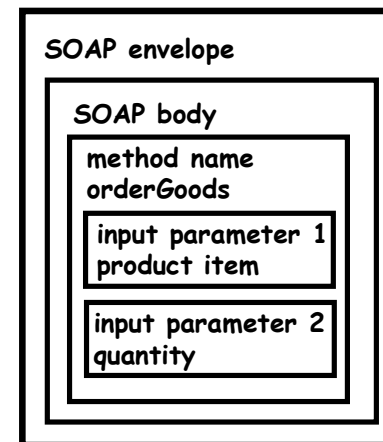 SOAP envelope
SOAP body
method name
orderGoods
input parameter 1
product item
input parameter 2
quantity